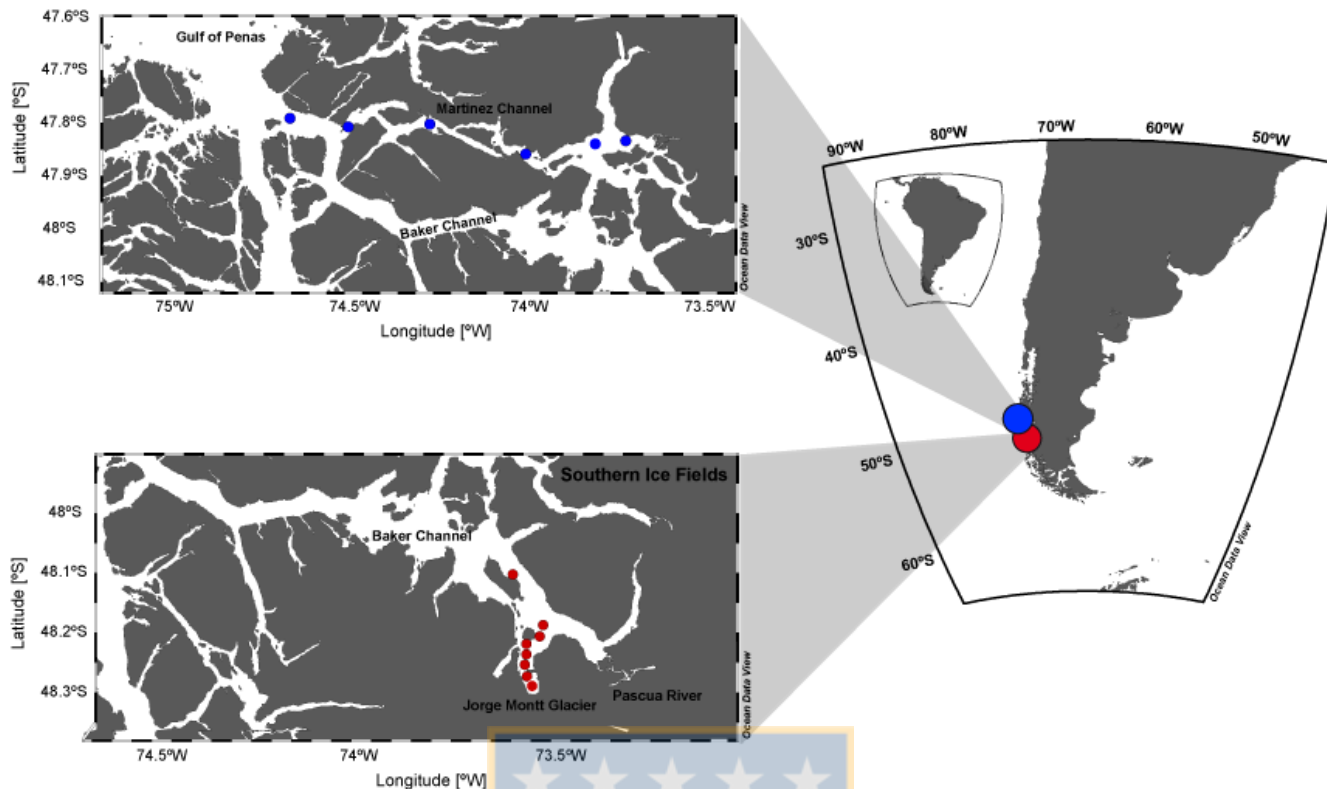 47.6ºS
Gulf of Penas
47.7ºS
Martinez Channel
47.8ºS
47.9ºS
48ºS
Baker Channel
48.1ºS
Latitude [ºS]
75ºW
74.5ºW
74ºW
73.5ºW
Longitude [ºW]
Ocean Data View
Southern Ice Fields
48ºS
Baker Channel
48.1ºS
48.2ºS
48.3ºS
Latitude [ºS]
Pascua River
Jorge Montt Glacier
74.5ºW
74ºW
73.5ºW
Longitude [ºW]
Ocean Data View
90ºW
80ºW
70ºW
60ºW
50ºW
30ºS
40ºS
50ºS
60ºS
Ocean Data View